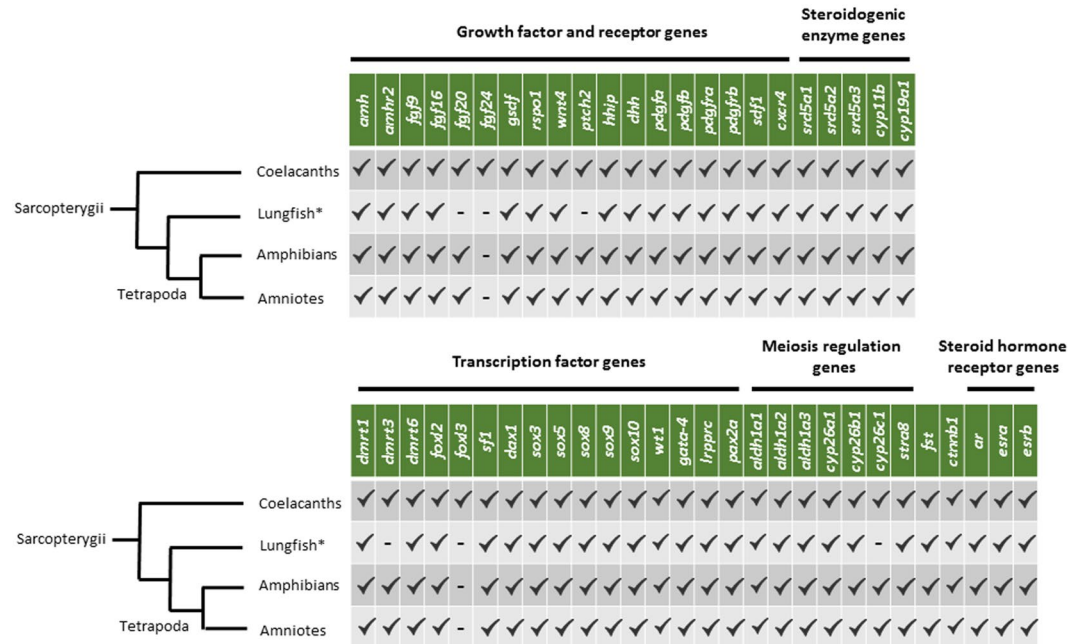 Growth factor and receptor genes
Steroidogenic
enzyme genes
amh amhr2 fgf9 fgf16 fgf20 fgf24 gsdf rspo1 wnt4 ptch2 hhip dhh pdgfa pdgfb pdgfra pdgfrb sdf1 cxcr4 srd5a1 srd5a2 srd5a3 cyp11b cyp19a1
Coelacanths
Sarcopterygii
Lungfish*
Amphibians
Tetrapoda
Amniotes
Transcription factor genes
Meiosis regulation
genes
Steroid hormone
receptor genes
dmrt1 dmrt3 dmrt6 foxl2 foxl3 sf1 dax1 sox3 sox5 sox8 sox9 sox10 wt1 gata-4 lrpprc pax2a aldh1a1 aldh1a2 aldh1a3 cyp26a1 cyp26b1 cyp26c1 stra8 fst ctnnb1 ar esra esrb
Coelacanths
Sarcopterygii
Lungfish*
Amphibians
Tetrapoda
Amniotes